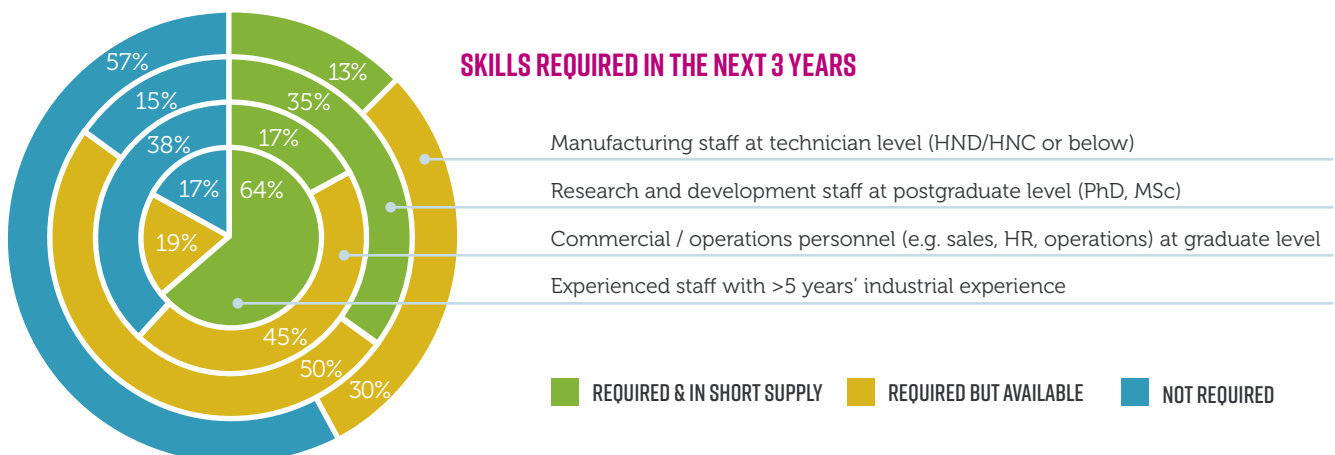 SKILLS REQUIRED IN THE NEXT 3 YEARS
57%
13%
15%
35%
38%
17%
17%
64%
19%
45%
50%
30%
Manufacturing staff at technician level (HND/HNC or below)
Research and development staff at postgraduate level (PhD, MSc)
Commercial / operations personnel (e.g. sales, HR, operations) at graduate level
Experienced staff with >5 years’ industrial experience
REQUIRED & IN SHORT SUPPLY
REQUIRED BUT AVAILABLE
NOT REQUIRED